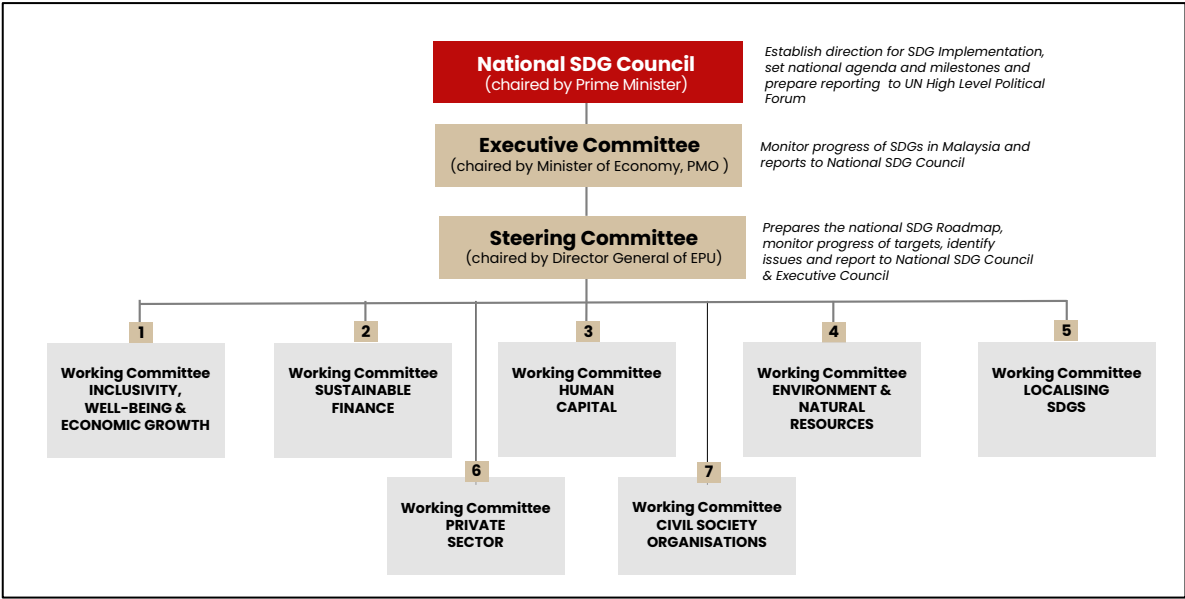 National SDG Council
(chaired by Prime Minister)
Establish direction for SDG Implementation,
set national agenda and milestones and
prepare reporting to UN High Level Political
Forum
Executive Committee
(chaired by Minister of Economy, PMO )
Monitor progress of SDGs in Malaysia and
reports to National SDG Council
Steering Committee
(chaired by Director General of EPU)
Prepares the national SDG Roadmap,
monitor progress of targets, identify
issues and report to National SDG Council
& Executive Council
1
Working Committee
INCLUSIVITY,
WELL-BEING &
ECONOMIC GROWTH
2
Working Committee
SUSTAINABLE
FINANCE
3
Working Committee
HUMAN
CAPITAL
4
Working Committee
ENVIRONMENT &
NATURAL
RESOURCES
5
Working Committee
LOCALISING
SDGS
6
Working Committee
PRIVATE
SECTOR
7
Working Committee
CIVIL SOCIETY
ORGANISATIONS